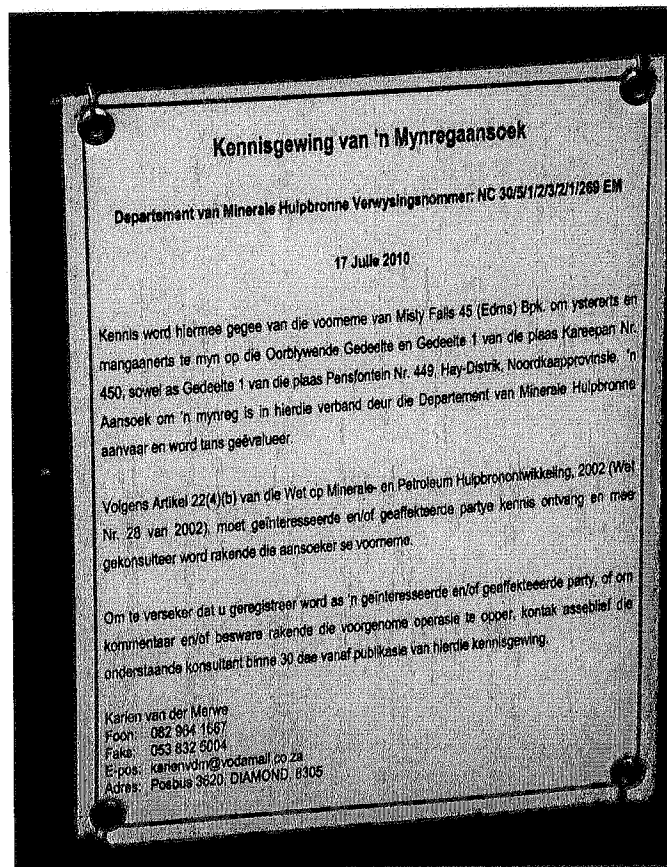 Kennisgewing van 'n Mynregaansoek
Departement van Minerale Hulpbronne Verwysingsnommer: NC 30/5/1/2/3/2/1/269 EM
17 Julie 2010
Kennis word hiermee gegee van die voorneme van Misty Falls 45 (Edms) Bpk. om ystererts en
mangaanerts te myn op die Oorblywende Gedeelte en Gedeelte 1 van die plaas Kareepan Nr.
450, sowel as Gedeelte 1 van die plaas Pensfontein Nr. 449, Hay-Distrik, Noordkaapprovinsie. 'n
Aansoek om 'n mynreg is in hierdie verband deur die Departement van Minerale Hulpbronne
aanvaar en word tans geëvalueer.
Volgens Artikel 22(4)(b) van die Wet op Minerale- en Petroleum Hulpbronontwikkeling, 2002 (Wet
Nr. 28 van 2002), moet geïnteresseerde en/of geaffekteerde partye kennis ontvang en mee
gekonsulteer word rakende die aansoeker se voorneme.
Om te verseker dat u geregistreer word as 'n geïnteresseerde en/of geaffekteeerde party, of om
kommentaar en/of besware rakende die voorgenome operasie te opper, kontak asseblief die
onderstaande konsultant binne 30 dae vanaf publikasie van hierdie kennisgewing.
Karien van der Merwe
Foon: 082 964 1667
Faks: 053 832 5004
E-pos: karienvdm@vodamail.co.za
Adres: Posbus 3620, DIAMOND, 8305